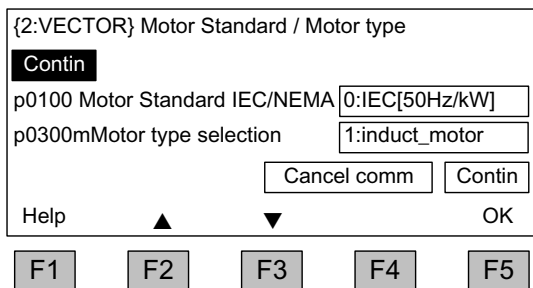 {2:VECTOR} Motor Standard / Motor type
Contin
p0100 Motor Standard IEC/NEMA 0:IEC[50Hz/kW]
p0300mMotor type selection 1:induct_motor
Cancel comm Contin
Help ▲ ▼ OK
F1 F2 F3 F4 F5